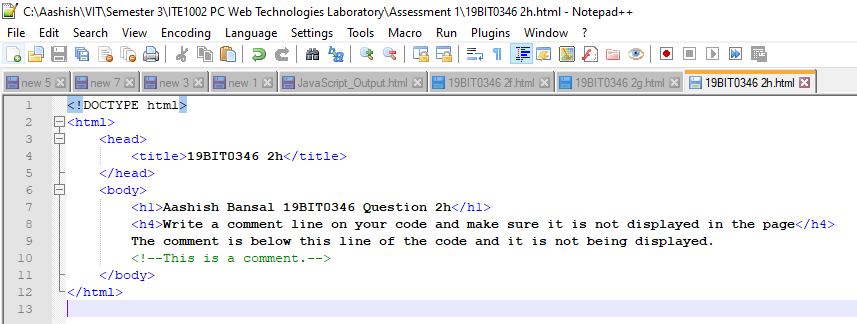 C:\Aashish\VIT\Semester 3\ITE1002 PC Web Technologies Laboratory\Assessment 1\19BIT0346 2h.html - Notepad++
File Edit Search View Encoding Language Settings Tools Macro Run Plugins Window ?
new 5 new 7 new 3 new 1 JavaScript_Output.html 19BIT0346 2f.html 19BIT0346 2g.html 19BIT0346 2h.html
1 <!DOCTYPE html>
2 <html>
3 <head>
4 <title>19BIT0346 2h</title>
5 </head>
6 <body>
7 <h1>Aashish Bansal 19BIT0346 Question 2h</h1>
8 <h4>Write a comment line on your code and make sure it is not displayed in the page</h4>
9 The comment is below this line of the code and it is not being displayed.
10 <!--This is a comment.-->
11 </body>
12 </html>
13